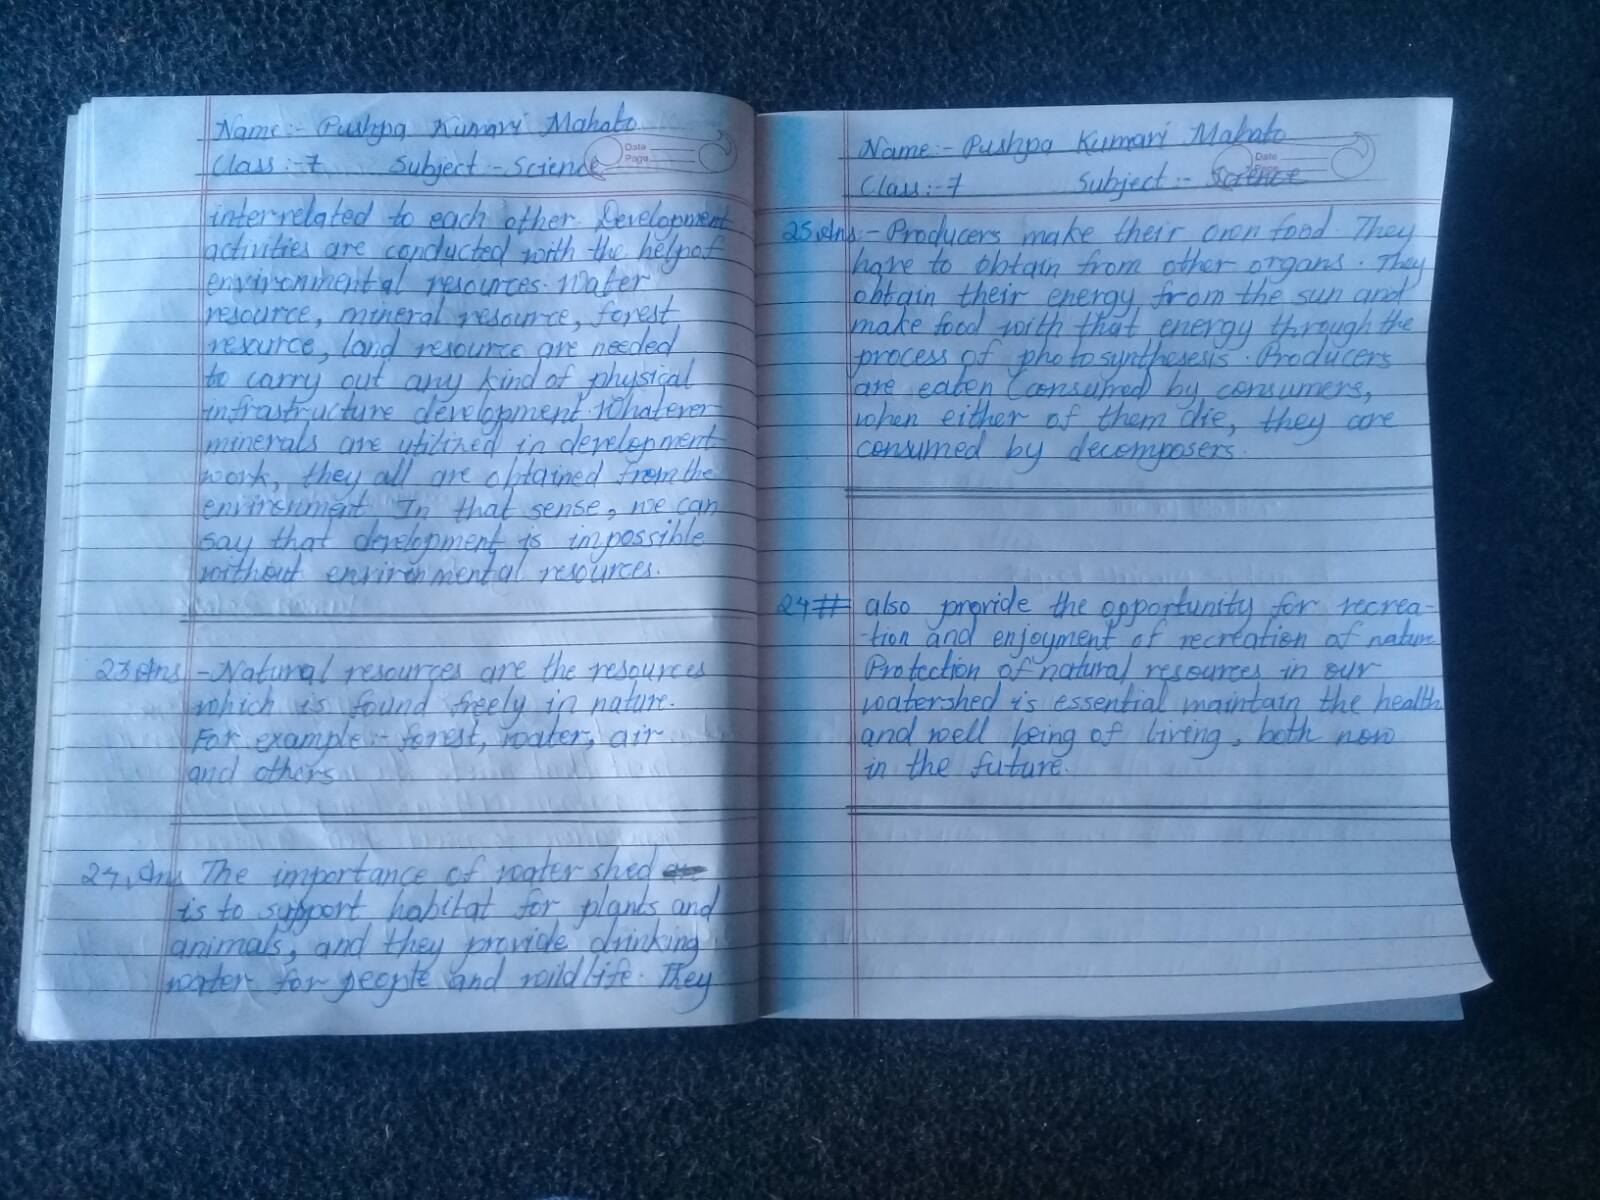 Name:- Pushpa Kumari Mahato
Class:-7 Subject:-Science
Date
Page
interrelated to each other. Development
activities are conducted with the help of
environmental resources. Water
resource, mineral resource, forest
resource, land resource are needed
to carry out any kind of physical
infrastructure development. Whatever
minerals are utilized in development
work, they all are obtained from the
environment. In that sense, we can
say that development is impossible
without environmental resources.
23 Ans -Natural resources are the resources
which is found freely in nature.
For example:- forest, water, air
and others
24. Ans The importance of water shed
is to support habitat for plants and
animals, and they provide drinking
water for people and wild life. They
Name:- Pushpa Kumari Mahato
Class:-7 Subject:- Science
Date
Page
25. Ans:- Producers make their own food. They
have to obtain from other organs. They
obtain their energy from the sun and
make food with that energy through the
process of photosynthesesis. Producers
are eaten (consumed) by consumers,
when either of them die, they are
consumed by decomposers.
24# also provide the opportunity for recrea-
-tion and enjoyment of recreation of nature
Protection of natural resources in our
watershed is essential maintain the health
and well being of living, both now
in the future.